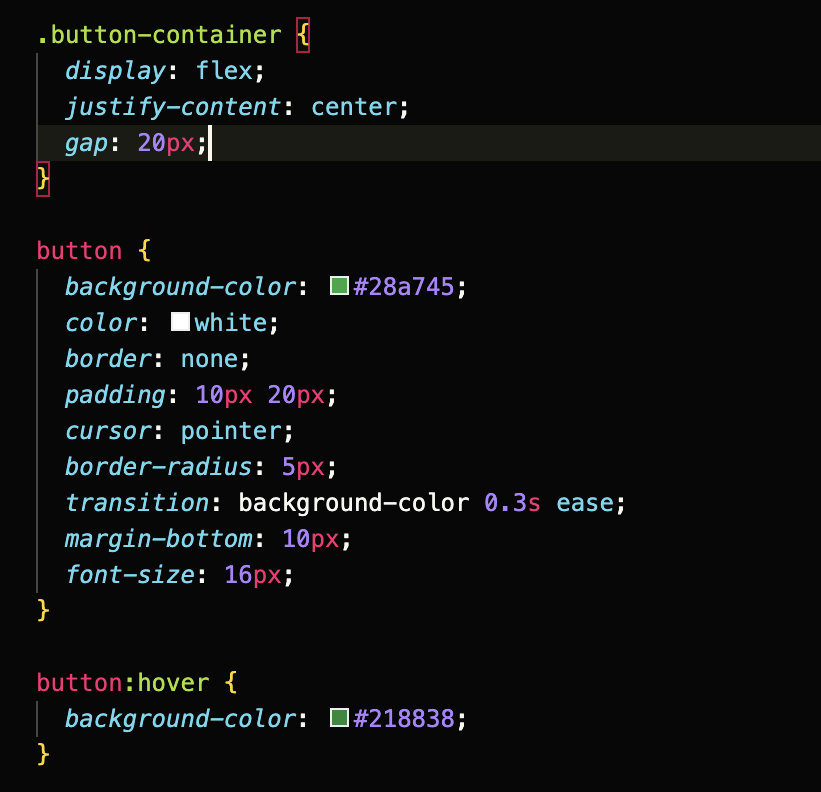 .button-container {
  display: flex;
  justify-content: center;
  gap: 20px;
}

button {
  background-color: #28a745;
  color: white;
  border: none;
  padding: 10px 20px;
  cursor: pointer;
  border-radius: 5px;
  transition: background-color 0.3s ease;
  margin-bottom: 10px;
  font-size: 16px;
}

button:hover {
  background-color: #218838;
}